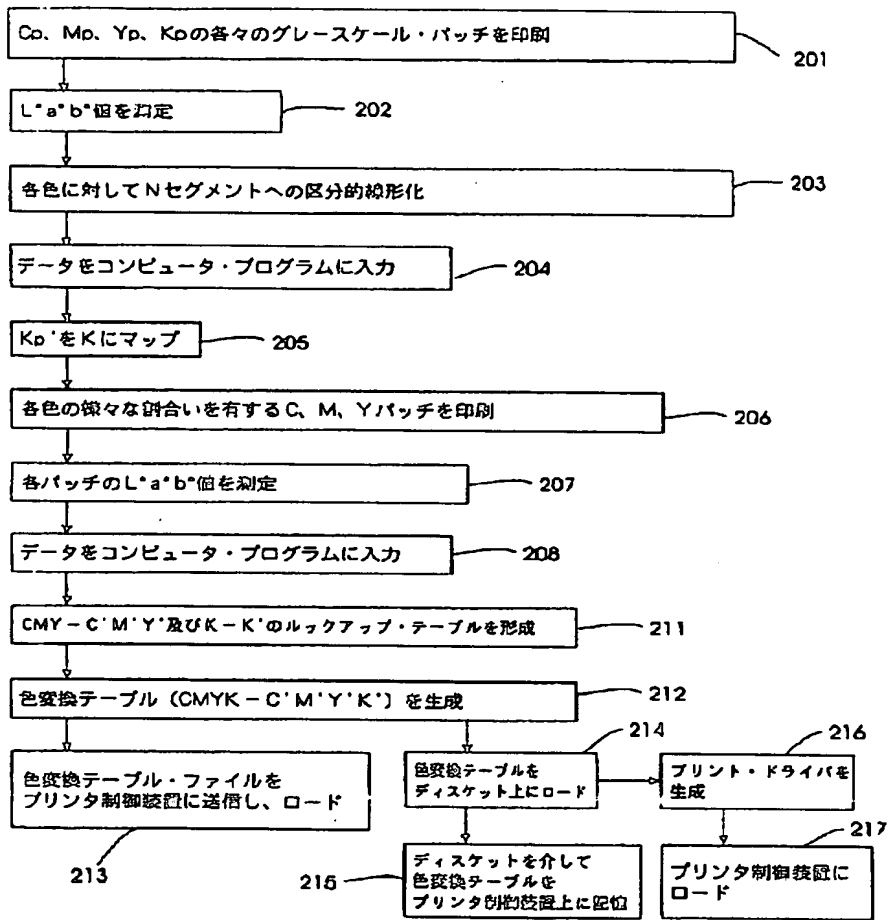 Cp、Mp、Yp、Kpの各々のグレースケール・パッチを印刷
201
L*a*b*値を測定
202
各色に対してNセグメントへの区分的線形化
203
データをコンピュータ・プログラムに入力
204
Kp'をKにマップ
205
各色の様々な割合いを有するC、M、Yパッチを印刷
206
各パッチのL*a*b*値を測定
207
データをコンピュータ・プログラムに入力
208
CMY−C'M'Y'及びK−K'のルックアップ・テーブルを形成
211
色変換テーブル(CMYK−C'M'Y'K')を生成
212
色変換テーブル・ファイルを
プリンタ制御装置に送信し、ロード
213
214
色変換テーブルを
ディスケット上にロード
216
プリント・ドライバを
生成
215
ディスケットを介して
色変換テーブルを
プリンタ制御装置上に記憶
217
プリンタ制御装置に
ロード